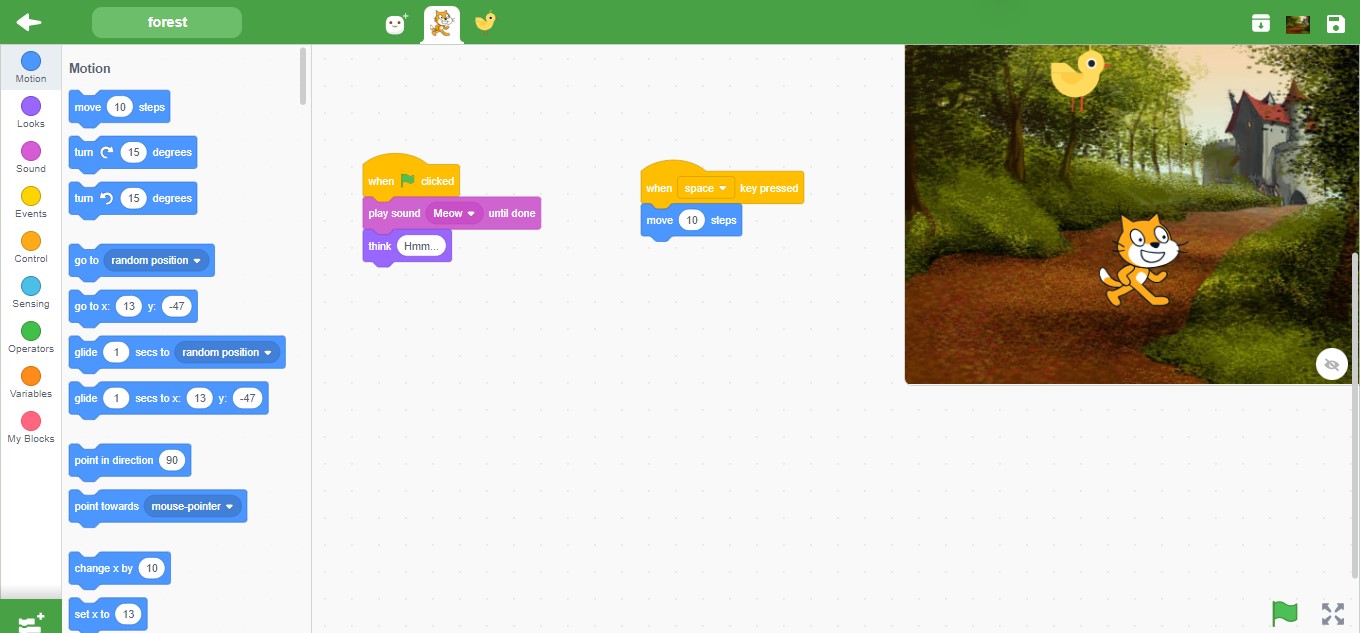 forest
Motion
Looks
Sound
Events
Control
Sensing
Operators
Variables
My Blocks
Motion
move 10 steps
turn 15 degrees
turn 15 degrees
go to random position
go to x: 13 y: -47
glide 1 secs to random position
glide 1 secs to x: 13 y: -47
point in direction 90
point towards mouse-pointer
change x by 10
set x to 13
when clicked
play sound Meow until done
think Hmm...
when space key pressed
move 10 steps